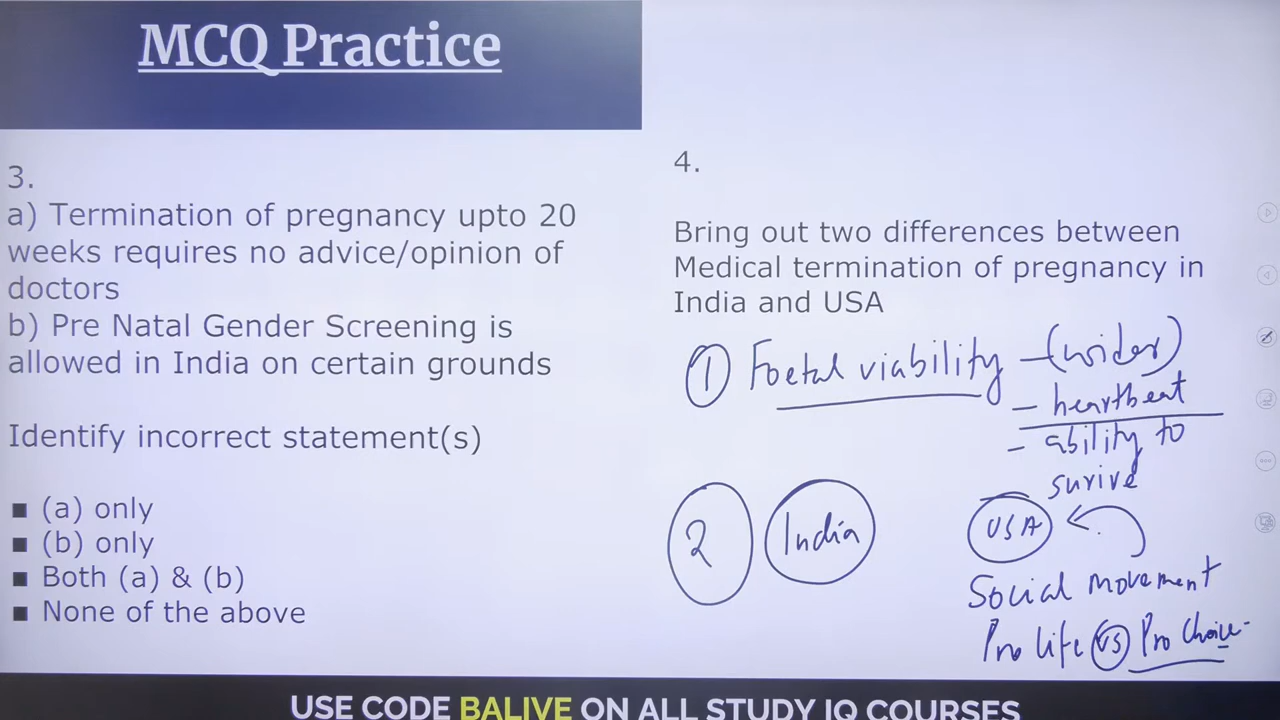 MCQ Practice
3.
a) Termination of pregnancy upto 20
weeks requires no advice/opinion of
doctors
b) Pre Natal Gender Screening is
allowed in India on certain grounds
Identify incorrect statement(s)
(a) only
(b) only
Both (a) & (b)
None of the above
4.
Bring out two differences between
Medical termination of pregnancy in
India and USA
1 Foetal viability - (wider)
- heartbeat
- ability to
survive
2 India
USA
Social movement
Pro life vs Pro Choice
USE CODE BALIVE ON ALL STUDY IQ COURSES